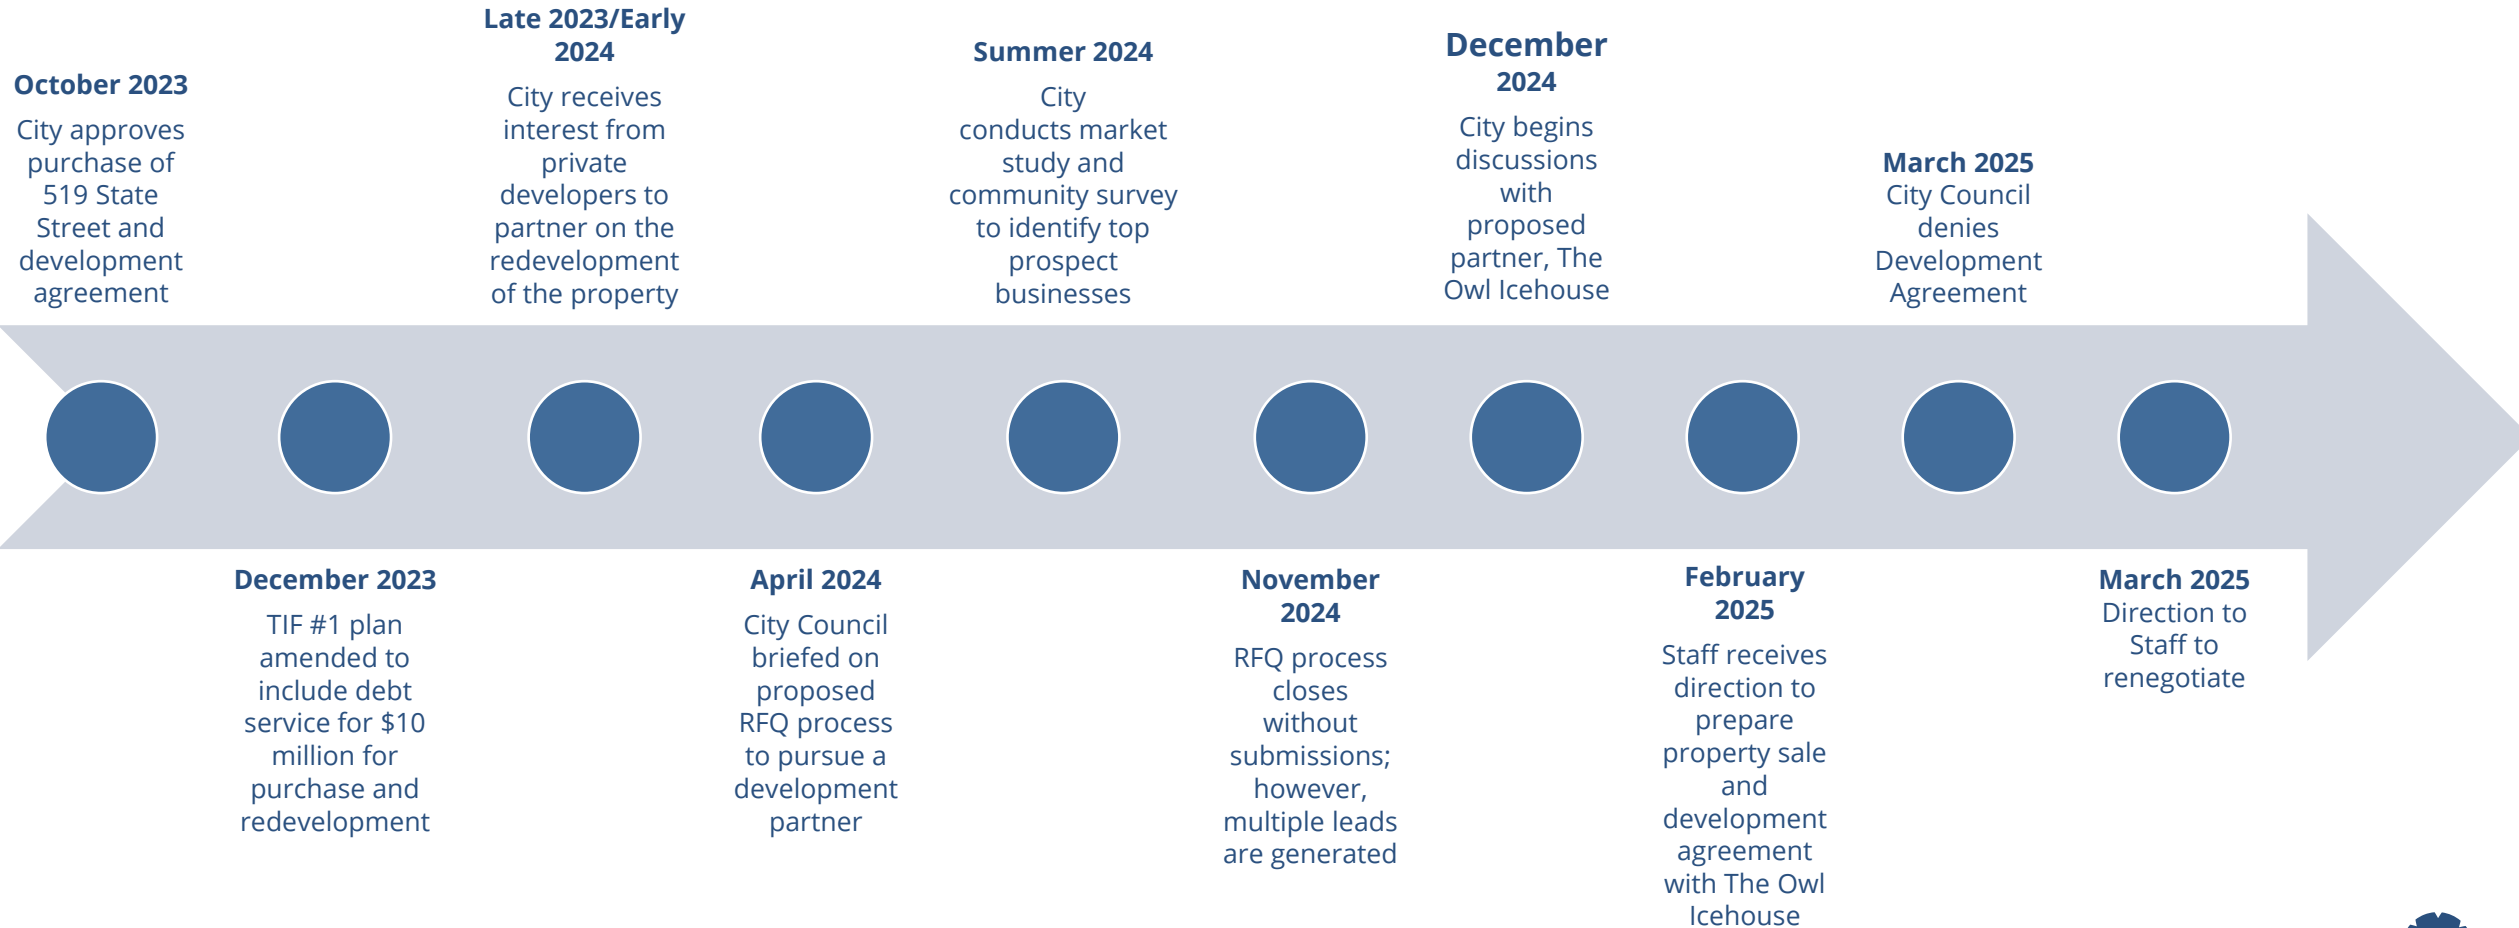 October 2023
City approves
purchase of
519 State
Street and
development
agreement
December 2023
TIF #1 plan
amended to
include debt
service for $10
million for
purchase and
redevelopment
Late 2023/Early
2024
City receives
interest from
private
developers to
partner on the
redevelopment
of the property
April 2024
City Council
briefed on
proposed
RFQ process
to pursue a
development
partner
Summer 2024
City
conducts market
study and
community survey
to identify top
prospect
businesses
November
2024
RFQ process
closes
without
submissions;
however,
multiple leads
are generated
December
2024
City begins
discussions
with
proposed
partner, The
Owl Icehouse
February
2025
Staff receives
direction to
prepare
property sale
and
development
agreement
with The Owl
Icehouse
March 2025
City Council
denies
Development
Agreement
March 2025
Direction to
Staff to
renegotiate